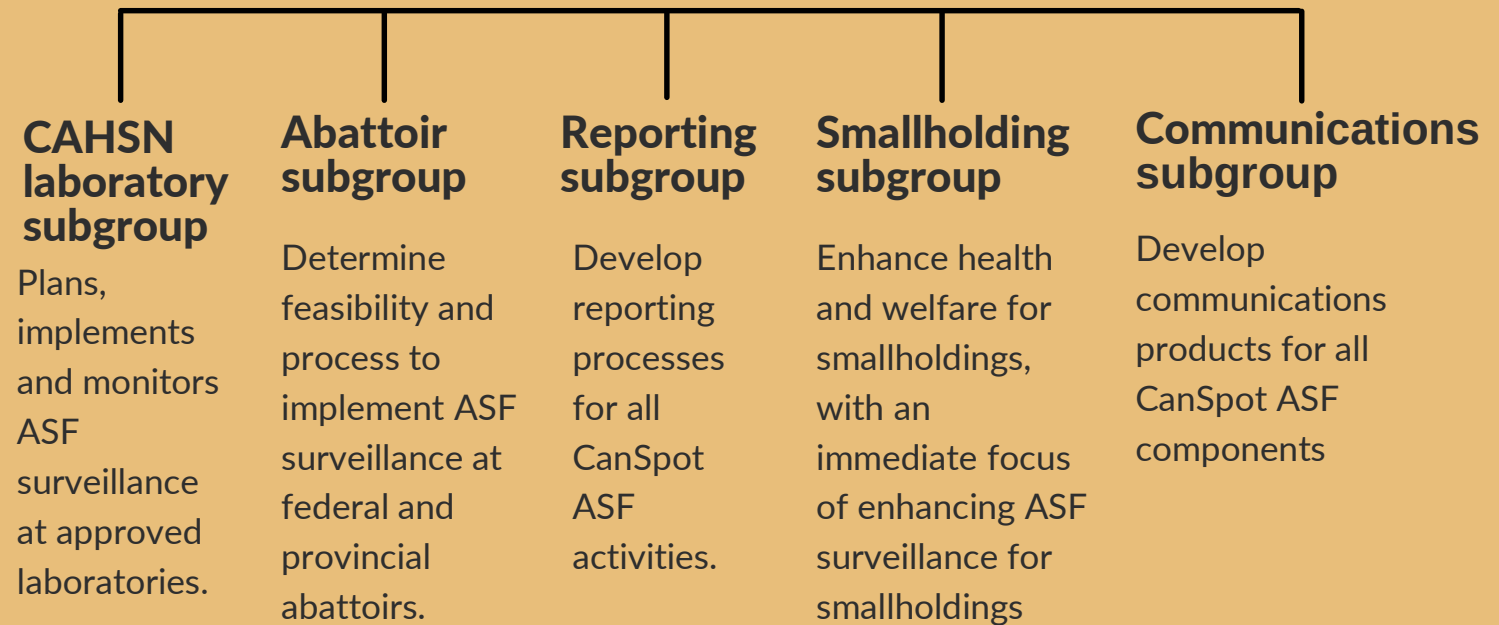 CAHSN
laboratory
subgroup
Plans,
implements
and monitors
ASF
surveillance
at approved
laboratories.
Abattoir
subgroup
Determine
feasibility and
process to
implement ASF
surveillance at
federal and
provincial
abattoirs.
Reporting
subgroup
Develop
reporting
processes
for all
CanSpot
ASF
activities.
Smallholding
subgroup
Enhance health
and welfare for
smallholdings,
with an
immediate focus
of enhancing ASF
surveillance for
smallholdings
Communications
subgroup
Develop
communications
products for all
CanSpot ASF
components